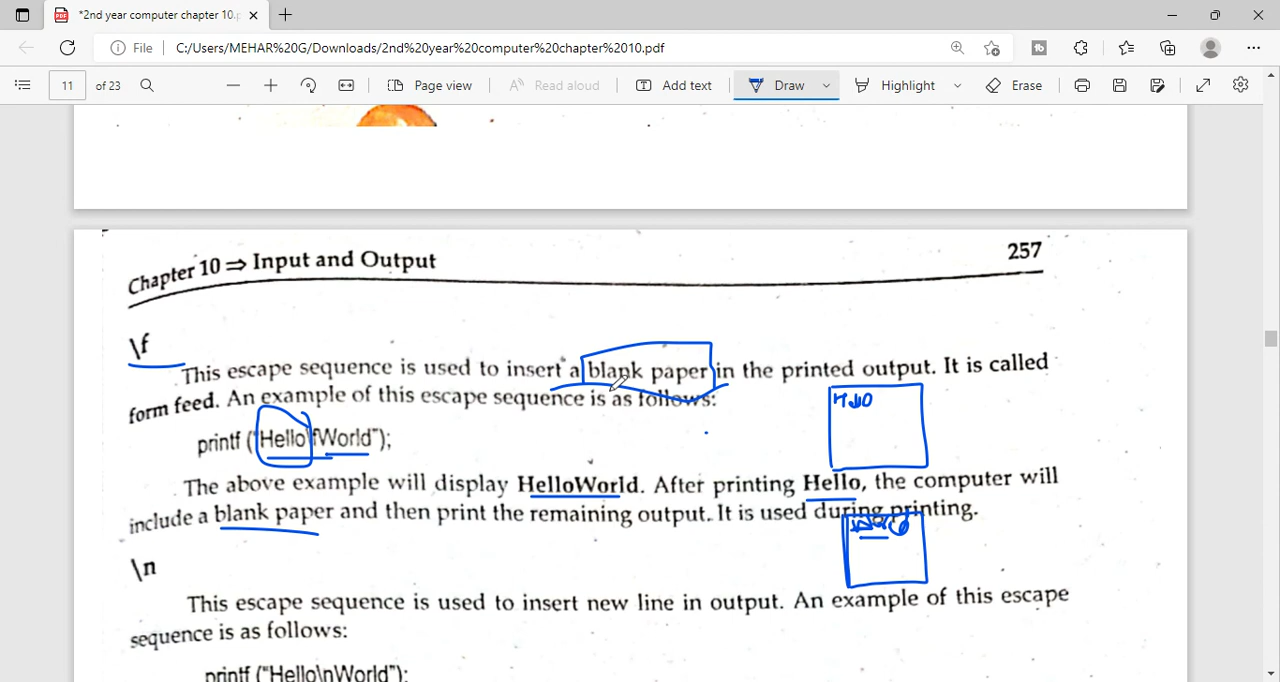 *2nd year computer chapter 10.p
File C:/Users/MEHAR%20G/Downloads/2nd%20year%20computer%20chapter%2010.pdf
11 of 23 Page view Read aloud Add text Draw Highlight Erase
Chapter 10 ⇒ Input and Output 257
\f
This escape sequence is used to insert a blank paper in the printed output. It is called
form feed. An example of this escape sequence is as follows:
printf ("Hello\fWorld");
The above example will display HelloWorld. After printing Hello, the computer will
include a blank paper and then print the remaining output. It is used during printing.
\n
This escape sequence is used to insert new line in output. An example of this escape
sequence is as follows:
printf ("Hello\nWorld");